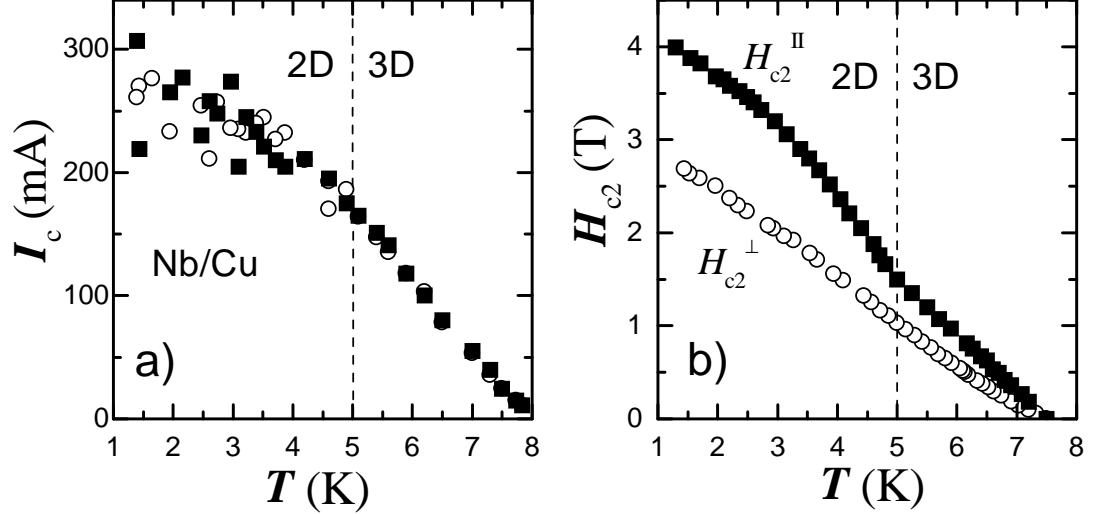 300
200
100
0
I_c (mA)
2D 3D
Nb/Cu
a)
1 2 3 4 5 6 7 8
T (K)
4
3
2
1
0
H_c2 (T)
H_c2^II
2D 3D
H_c2^⊥
b)
1 2 3 4 5 6 7 8
T (K)